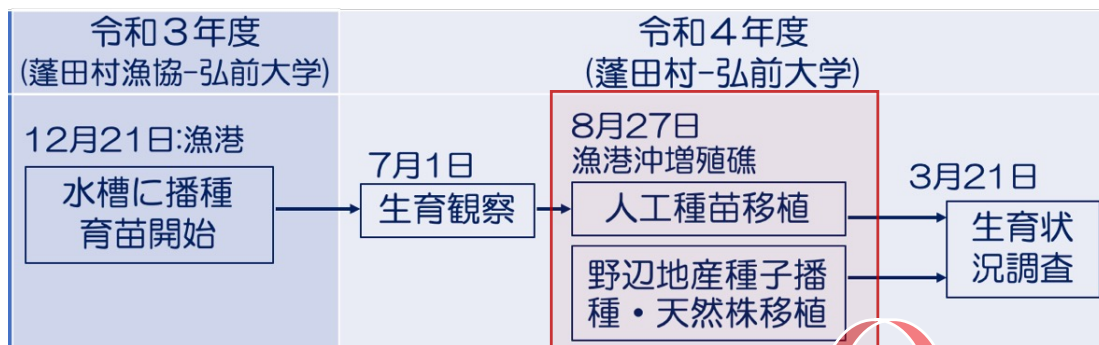 令和3年度
(蓬田村漁協-弘前大学)
令和4年度
(蓬田村-弘前大学)
12月21日:漁港
水槽に播種
育苗開始
7月1日
生育観察
8月27日
漁港沖増殖礁
人工種苗移植
野辺地産種子播
種・天然株移植
3月21日
生育状
況調査